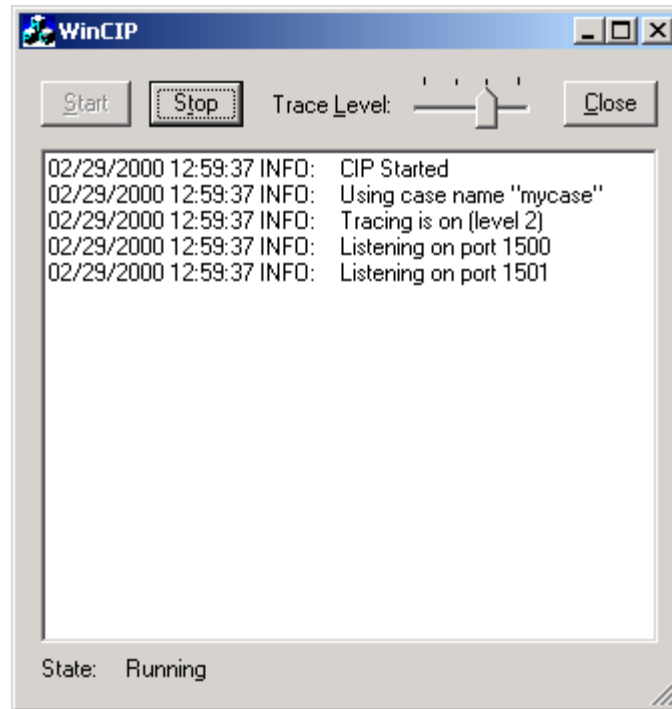 WinCIP
Start Stop Trace Level: Close
02/29/2000 12:59:37 INFO: CIP Started
02/29/2000 12:59:37 INFO: Using case name "mycase"
02/29/2000 12:59:37 INFO: Tracing is on (level 2)
02/29/2000 12:59:37 INFO: Listening on port 1500
02/29/2000 12:59:37 INFO: Listening on port 1501
State: Running